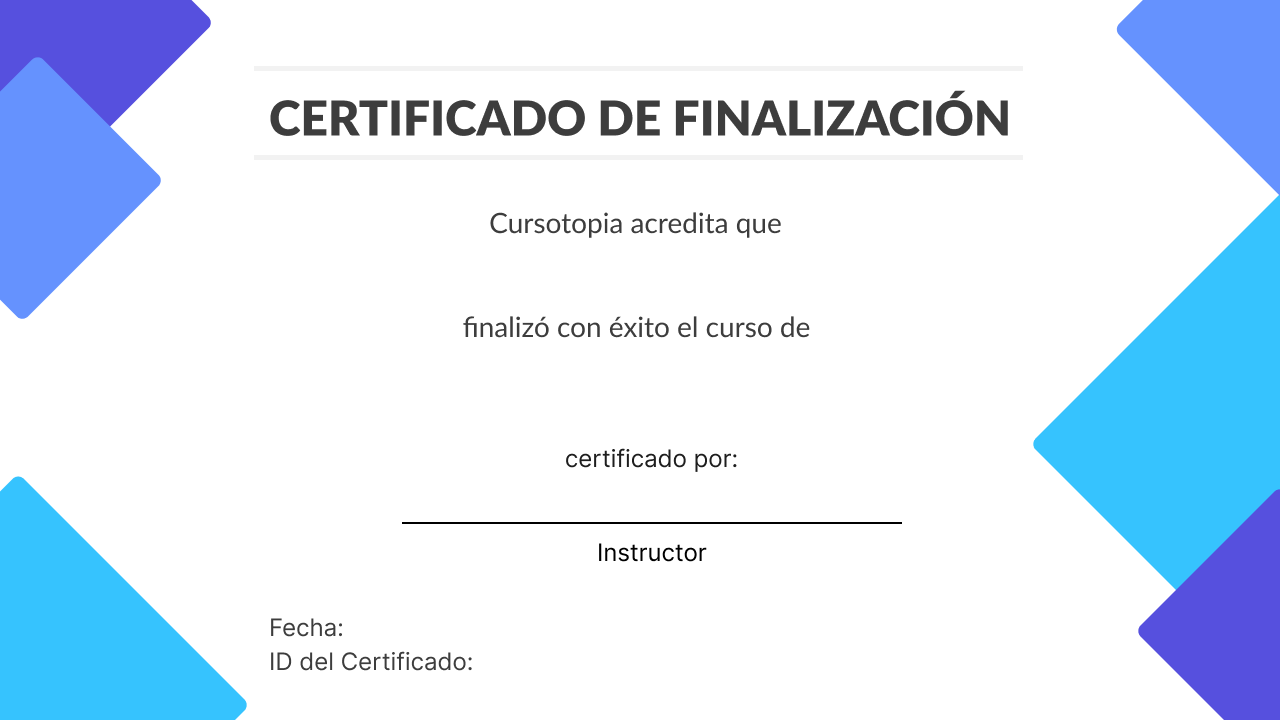 CERTIFICADO DE FINALIZACIÓN
Cursotopia acredita que
finalizó con éxito el curso de
certificado por:
Instructor
Fecha:
ID del Certificado: